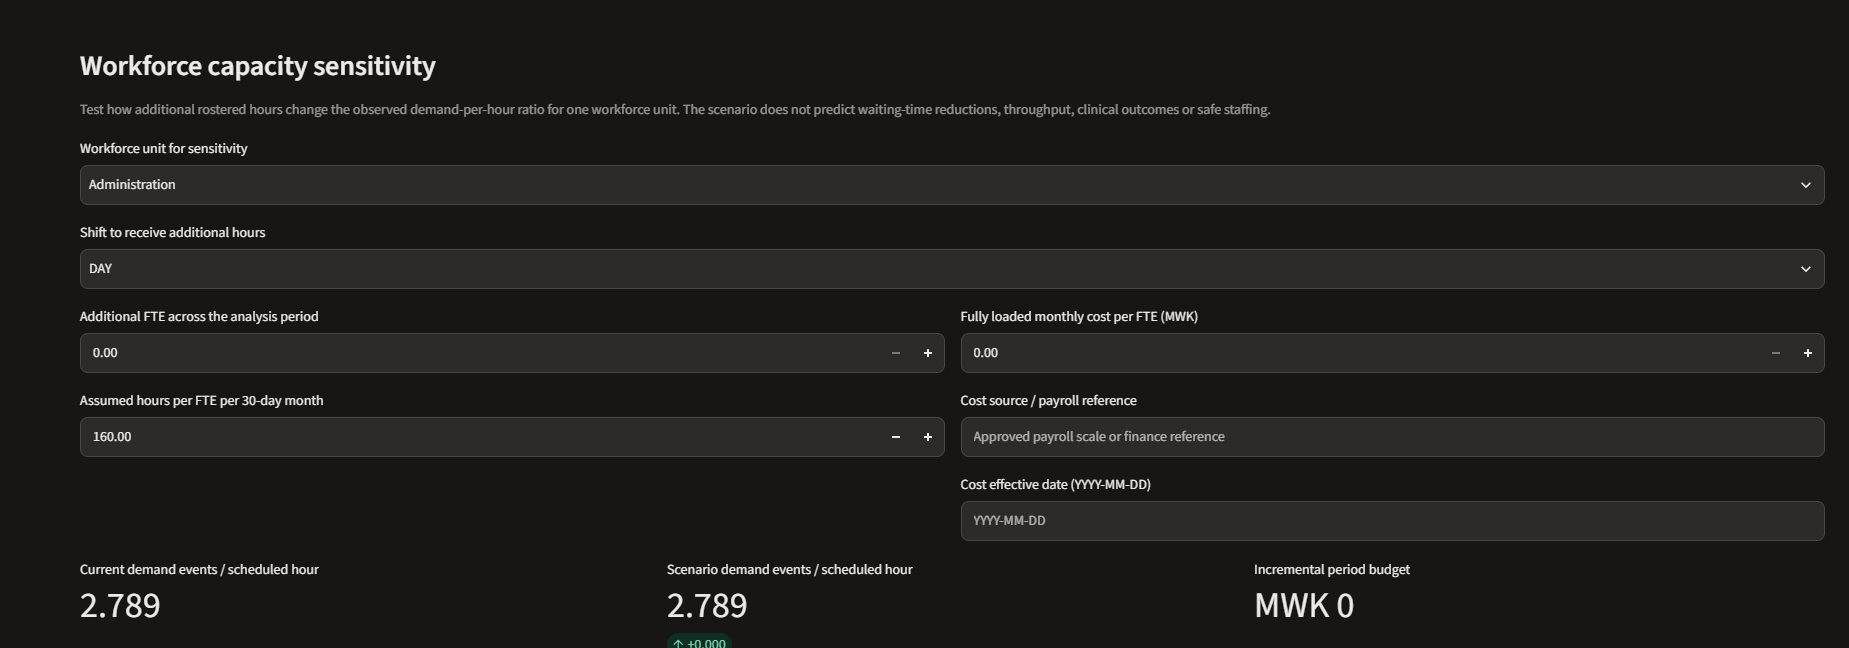 Workforce capacity sensitivity
Test how additional rostered hours change the observed demand-per-hour ratio for one workforce unit. The scenario does not predict waiting-time reductions, throughput, clinical outcomes or safe staffing.
Workforce unit for sensitivity
Administration
Shift to receive additional hours
DAY
Additional FTE across the analysis period
0.00
Fully loaded monthly cost per FTE (MWK)
0.00
Assumed hours per FTE per 30-day month
160.00
Cost source / payroll reference
Approved payroll scale or finance reference
Cost effective date (YYYY-MM-DD)
YYYY-MM-DD
Current demand events / scheduled hour
2.789
Scenario demand events / scheduled hour
2.789
↑ +0.000
Incremental period budget
MWK 0